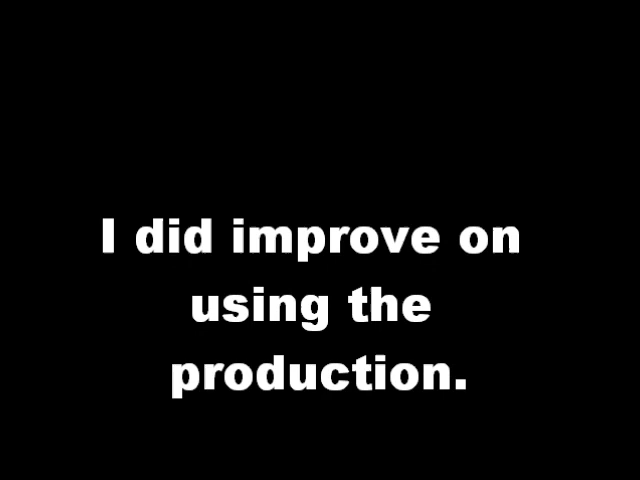 I did improve on
using the
production.